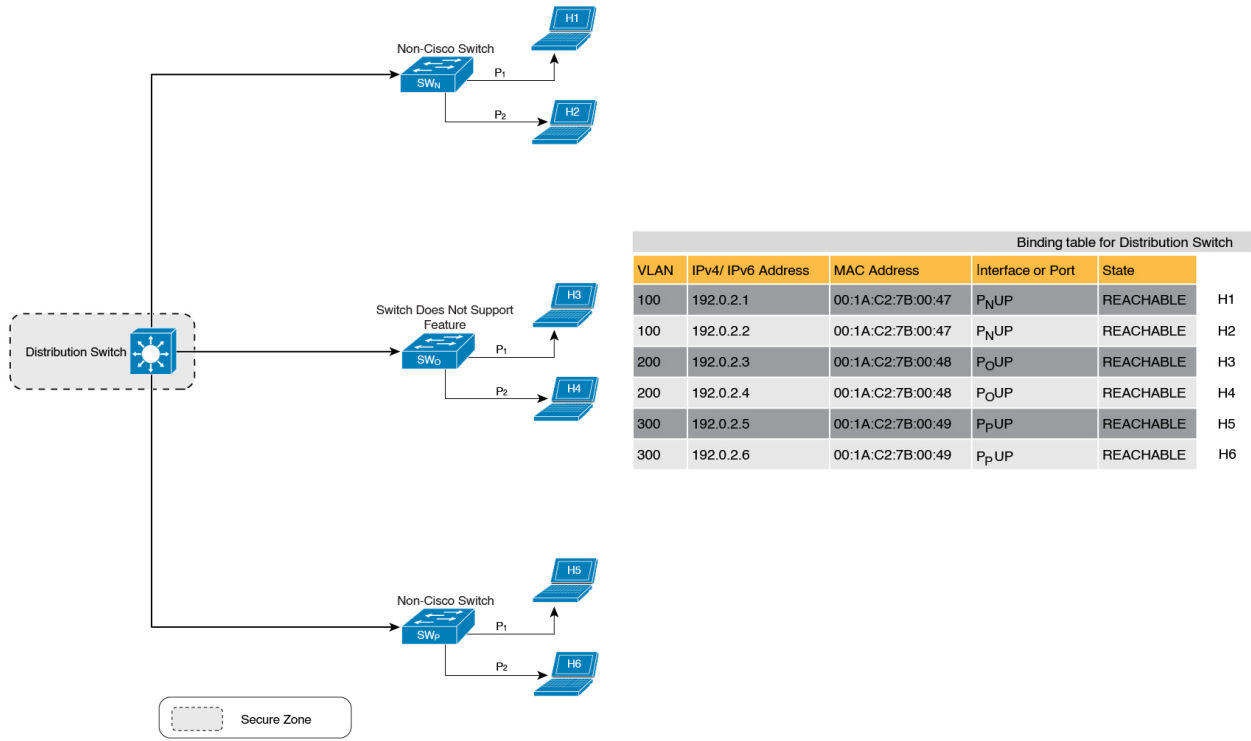 H1
Non-Cisco Switch
SWN
P1
P2
H2
H3
Switch Does Not Support
Feature
SWO
P1
P2
H4
Distribution Switch
H5
Non-Cisco Switch
SWP
P1
P2
H6
Secure Zone
Binding table for Distribution Switch
VLAN IPv4/ IPv6 Address MAC Address Interface or Port State
100 192.0.2.1 00:1A:C2:7B:00:47 PNUP REACHABLE H1
100 192.0.2.2 00:1A:C2:7B:00:47 PNUP REACHABLE H2
200 192.0.2.3 00:1A:C2:7B:00:48 POUP REACHABLE H3
200 192.0.2.4 00:1A:C2:7B:00:48 POUP REACHABLE H4
300 192.0.2.5 00:1A:C2:7B:00:49 PPUP REACHABLE H5
300 192.0.2.6 00:1A:C2:7B:00:49 PPUP REACHABLE H6